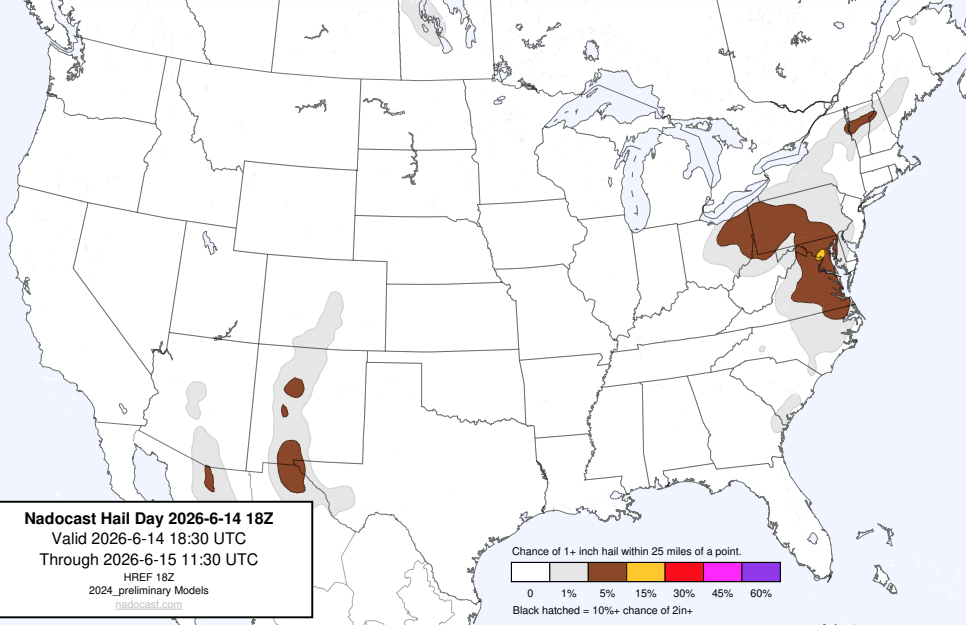 Nadocast Hail Day 2026-6-14 18Z
Valid 2026-6-14 18:30 UTC
Through 2026-6-15 11:30 UTC
HREF 18Z
2024_preliminary Models
nadocast.com
Chance of 1+ inch hail within 25 miles of a point.
0 1% 5% 15% 30% 45% 60%
Black hatched = 10%+ chance of 2in+